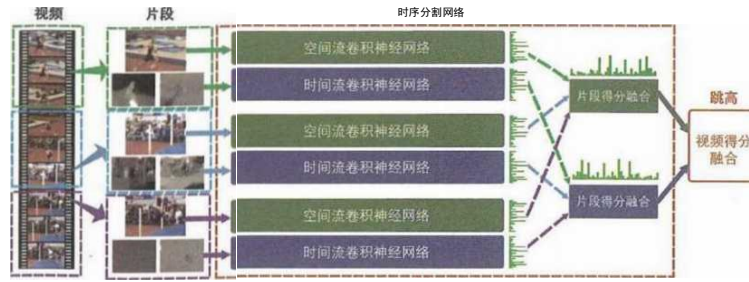 视频
片段
时序分割网络
空间流卷积神经网络
时间流卷积神经网络
空间流卷积神经网络
时间流卷积神经网络
空间流卷积神经网络
时间流卷积神经网络
片段得分融合
片段得分融合
跳高
视频得分
融合